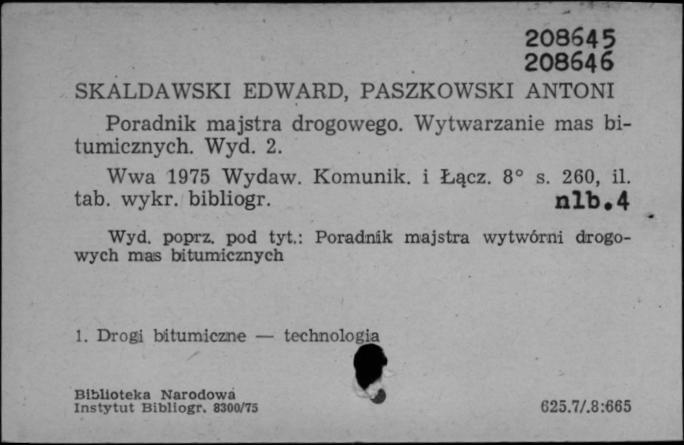 208645
208646
SKALDAWSKI EDWARD, PASZKOWSKI ANTONI
Poradnik majstra drogowego. Wytwarzanie mas bi-
tumicznych. Wyd. 2.
Wwa 1975 Wydaw. Komunik. i Łącz. 8° s. 260, il.
tab. wykr. bibliogr. nlb.4
Wyd. poprz. pod tyt.: Poradnik majstra wytwórni drogo-
wych mas bitumicznych
1. Drogi bitumiczne — technologia
Biblioteka Narodowa
Instytut Bibliogr. 8300/75 625.7/.8:665